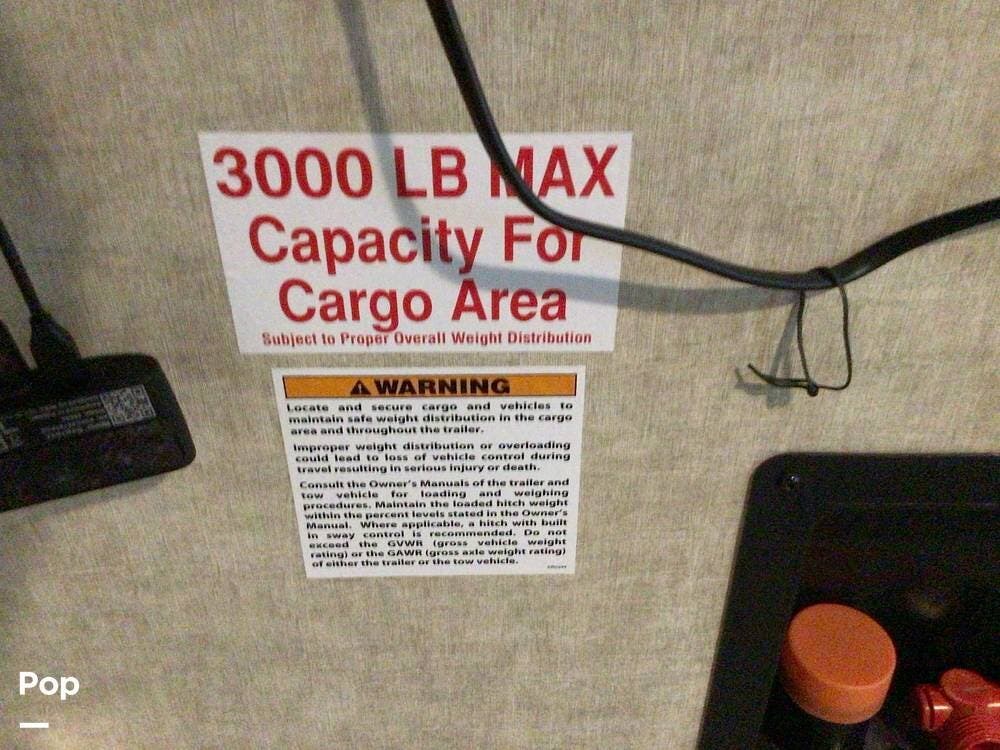 3000 LB MAX
Capacity For
Cargo Area
Subject to Proper Overall Weight Distribution
WARNING
Locate and secure cargo and vehicles to
maintain safe weight distribution in the cargo
area and throughout the trailer.
Improper weight distribution or overloading
could lead to loss of vehicle control during
travel resulting in serious injury or death.
Consult the Owner's Manuals of the trailer and
tow vehicle for loading and weighing
procedures. Maintain the loaded hitch weight
within the percent levels stated in the Owner's
Manual. Where applicable, a hitch with built
in sway control is recommended. Do not
exceed the GVWR (gross vehicle weight
rating) or the GAWR (gross axle weight rating)
of either the trailer or the tow vehicle.
Pop